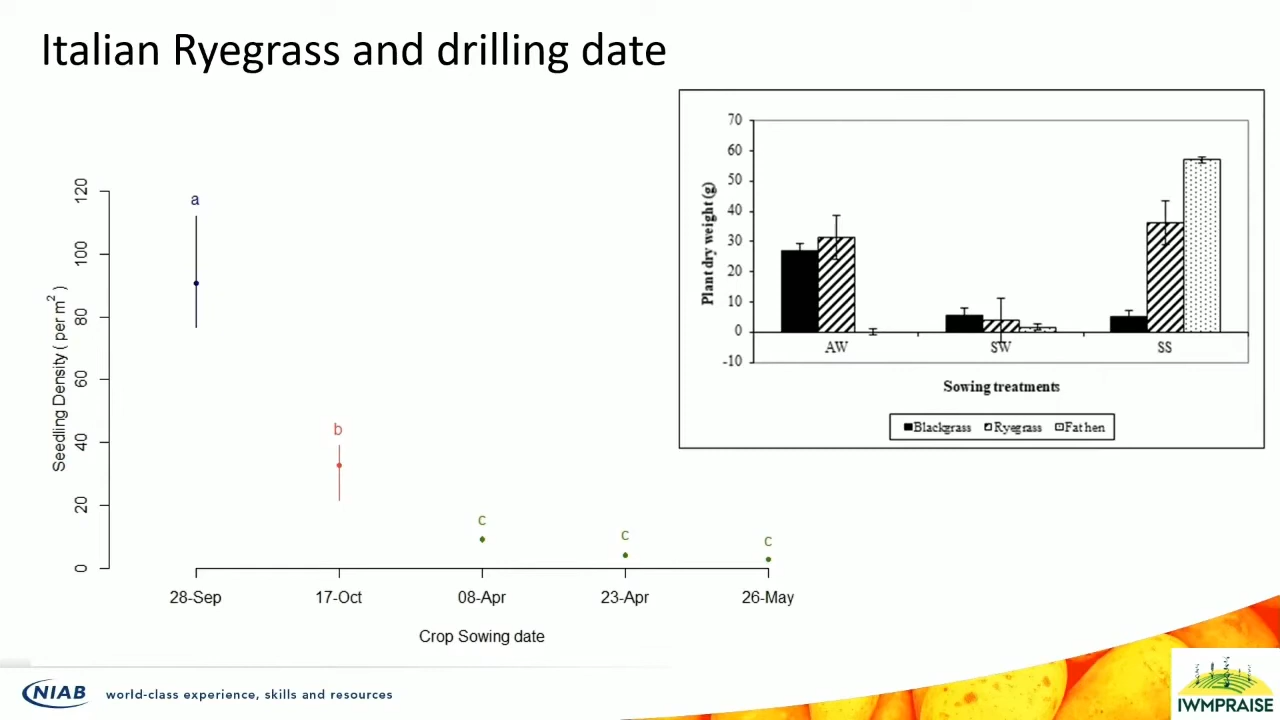 Italian Ryegrass and drilling date
Seedling Density ( per m2 )
120
100
80
60
40
20
0
a
b
c
c
c
28-Sep
17-Oct
08-Apr
23-Apr
26-May
Crop Sowing date
Plant dry weight (g)
70
60
50
40
30
20
10
0
-10
AW
SW
SS
Sowing treatments
Blackgrass Ryegrass Fat hen
NIAB world-class experience, skills and resources
IWMPRAISE